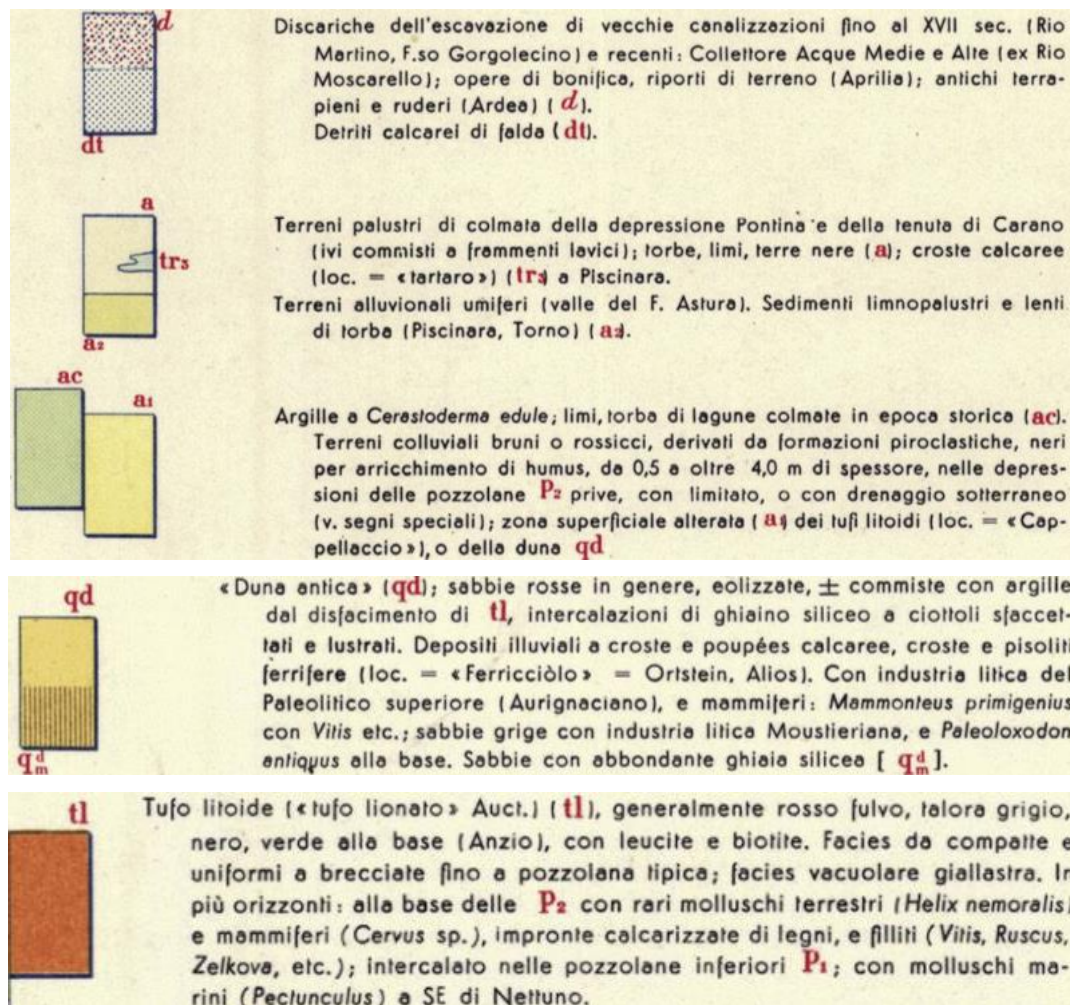 d
Discariche dell'escavazione di vecchie canalizzazioni fino al XVII sec. (Rio
Martino, F.so Gorgolecino) e recenti: Collettore Acque Medie e Alte (ex Rio
Moscarello); opere di bonifica, riporti di terreno (Aprilia); antichi terra-
pieni e ruderi (Ardea) (d).
Detriti calcarei di falda (dt).
dt
a
Terreni palustri di colmata della depressione Pontina e della tenuta di Carano
(ivi commisti a frammenti lavici); torbe, limi, terre nere (a); croste calcaree
tr3
(loc. = «tartaro») (tr3) a Piscinara.
Terreni alluvionali umiferi (valle del F. Astura). Sedimenti limnopalustri e lenti
di torba (Piscinara, Torno) (a2).
a2
ac
a1
Argille a Cerastoderma edule; limi, torba di lagune colmate in epoca storica (ac).
Terreni colluviali bruni o rossicci, derivati da formazioni piroclastiche, neri
per arricchimento di humus, da 0,5 a oltre 4,0 m di spessore, nelle depres-
sioni delle pozzolane P2 prive, con limitato, o con drenaggio sotterraneo
(v. segni speciali); zona superficiale alterata (a1) dei tufi litoidi (loc. = «Cap-
pellaccio»), o della duna qd
qd
«Duna antica» (qd); sabbie rosse in genere, eolizzate, ± commiste con argille
dal disfacimento di tl, intercalazioni di ghiaino siliceo a ciottoli sfaccet-
tati e lustrati. Depositi illuviali a croste e poupées calcaree, croste e pisoliti
ferrifere (loc. = «Ferricciòlo» = Ortstein, Alios). Con industria litica del
Paleolitico superiore (Aurignaciano), e mammiferi: Mammonteus primigenius
con Vitis etc.; sabbie grige con industria litica Moustieriana, e Paleoloxodon
antiquus alla base. Sabbie con abbondante ghiaia silicea [ qdm ].
qdm
tl
Tufo litoide («tufo lionato» Auct.) (tl), generalmente rosso fulvo, talora grigio,
nero, verde alla base (Anzio), con leucite e biotite. Facies da compatte e
uniformi a brecciate fino a pozzolana tipica; facies vacuolare giallastra. In
più orizzonti: alla base delle P2 con rari molluschi terrestri (Helix nemoralis)
e mammiferi (Cervus sp.), impronte calcarizzate di legni, e filliti (Vitis, Ruscus,
Zelkova, etc.); intercalato nelle pozzolane inferiori P1; con molluschi ma-
rini (Pectunculus) a SE di Nettuno.